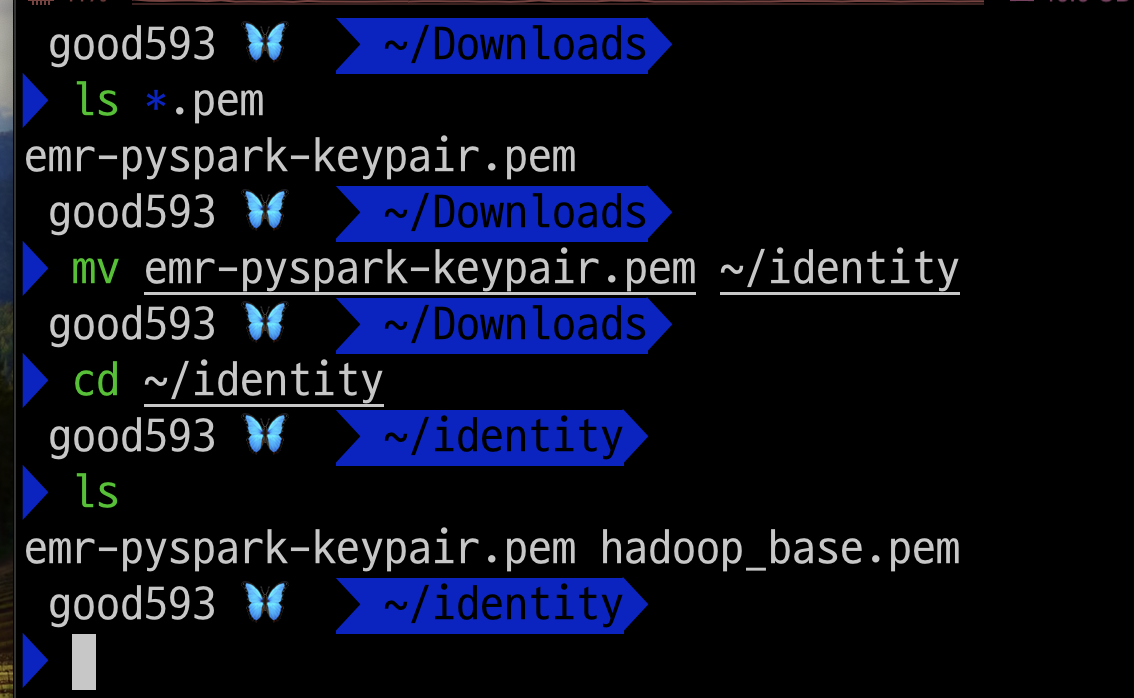 good593 🦋 ~/Downloads
ls *.pem
emr-pyspark-keypair.pem
good593 🦋 ~/Downloads
mv emr-pyspark-keypair.pem ~/identity
good593 🦋 ~/Downloads
cd ~/identity
good593 🦋 ~/identity
ls
emr-pyspark-keypair.pem hadoop_base.pem
good593 🦋 ~/identity